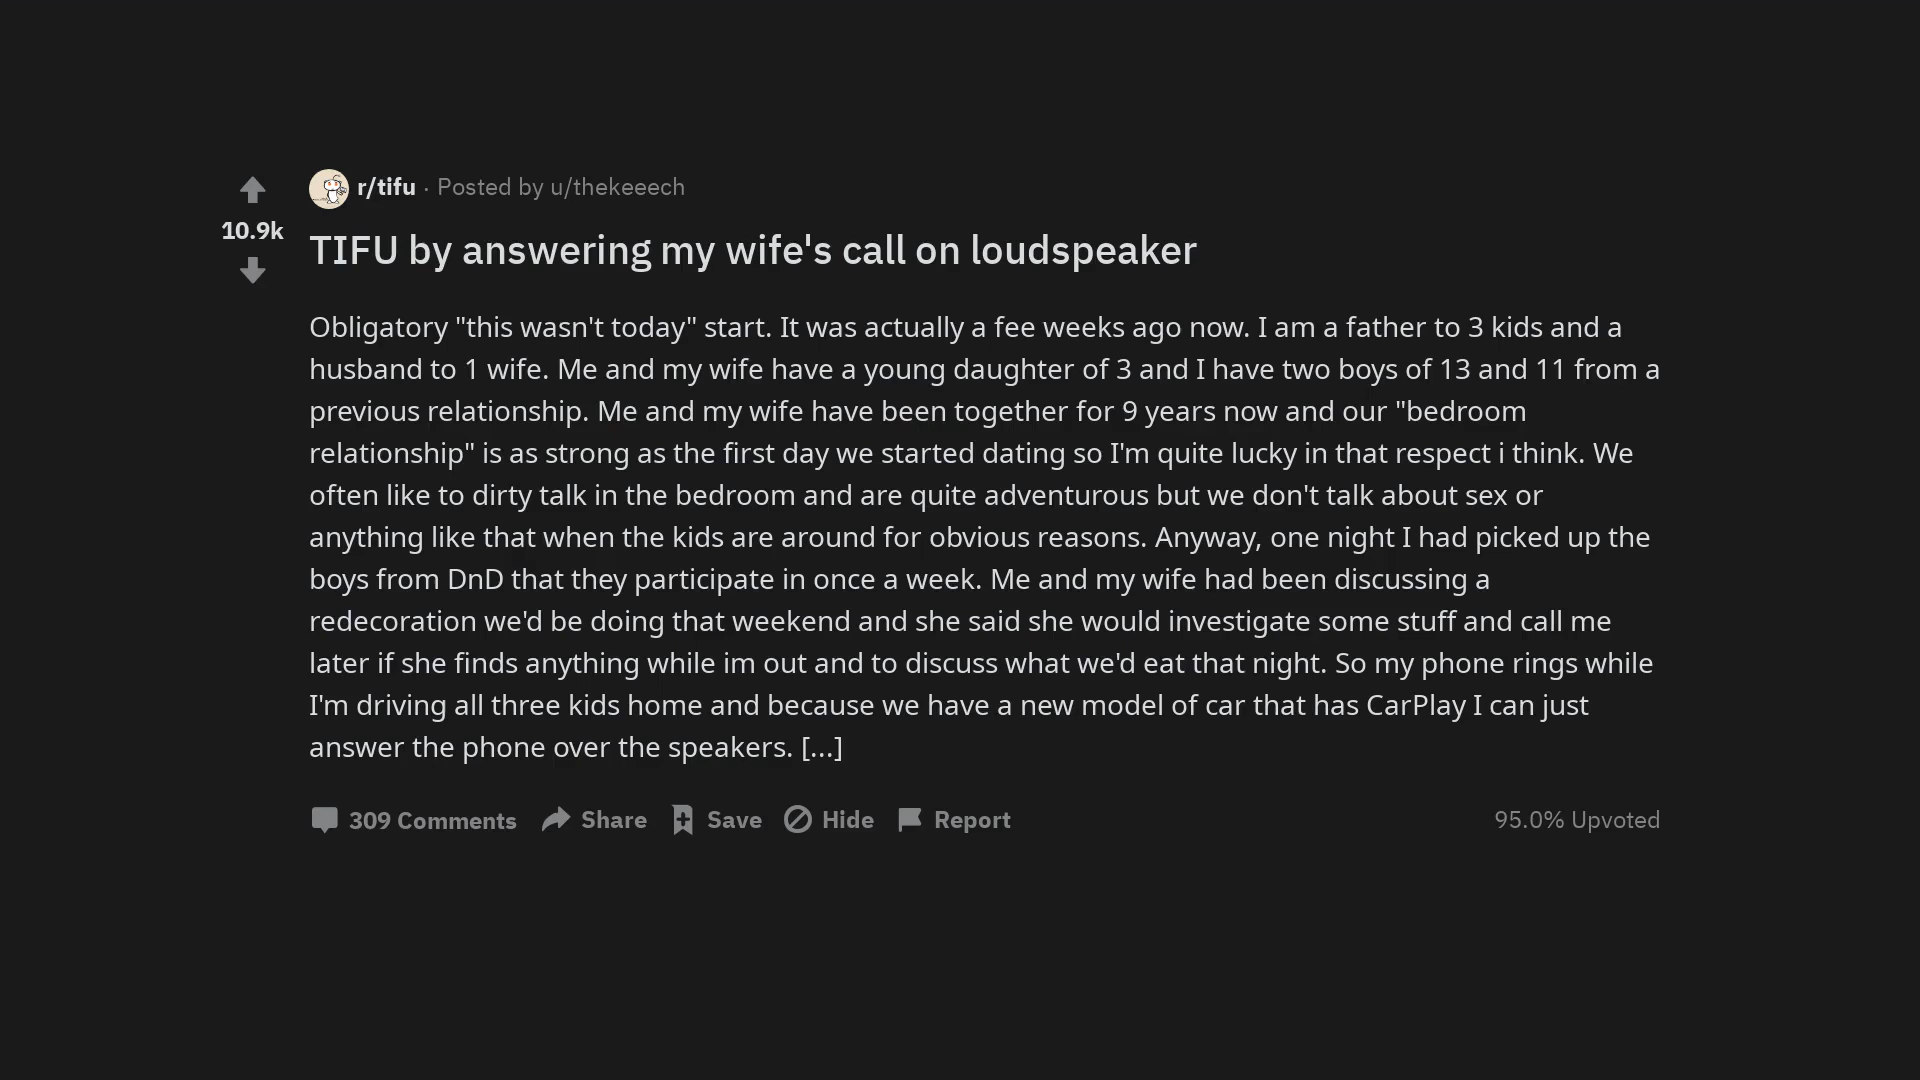 r/tifu · Posted by u/thekeeech
10.9k
TIFU by answering my wife's call on loudspeaker
Obligatory "this wasn't today" start. It was actually a fee weeks ago now. I am a father to 3 kids and a
husband to 1 wife. Me and my wife have a young daughter of 3 and I have two boys of 13 and 11 from a
previous relationship. Me and my wife have been together for 9 years now and our "bedroom
relationship" is as strong as the first day we started dating so I'm quite lucky in that respect i think. We
often like to dirty talk in the bedroom and are quite adventurous but we don't talk about sex or
anything like that when the kids are around for obvious reasons. Anyway, one night I had picked up the
boys from DnD that they participate in once a week. Me and my wife had been discussing a
redecoration we'd be doing that weekend and she said she would investigate some stuff and call me
later if she finds anything while im out and to discuss what we'd eat that night. So my phone rings while
I'm driving all three kids home and because we have a new model of car that has CarPlay I can just
answer the phone over the speakers. [...]
309 Comments Share Save Hide Report 95.0% Upvoted